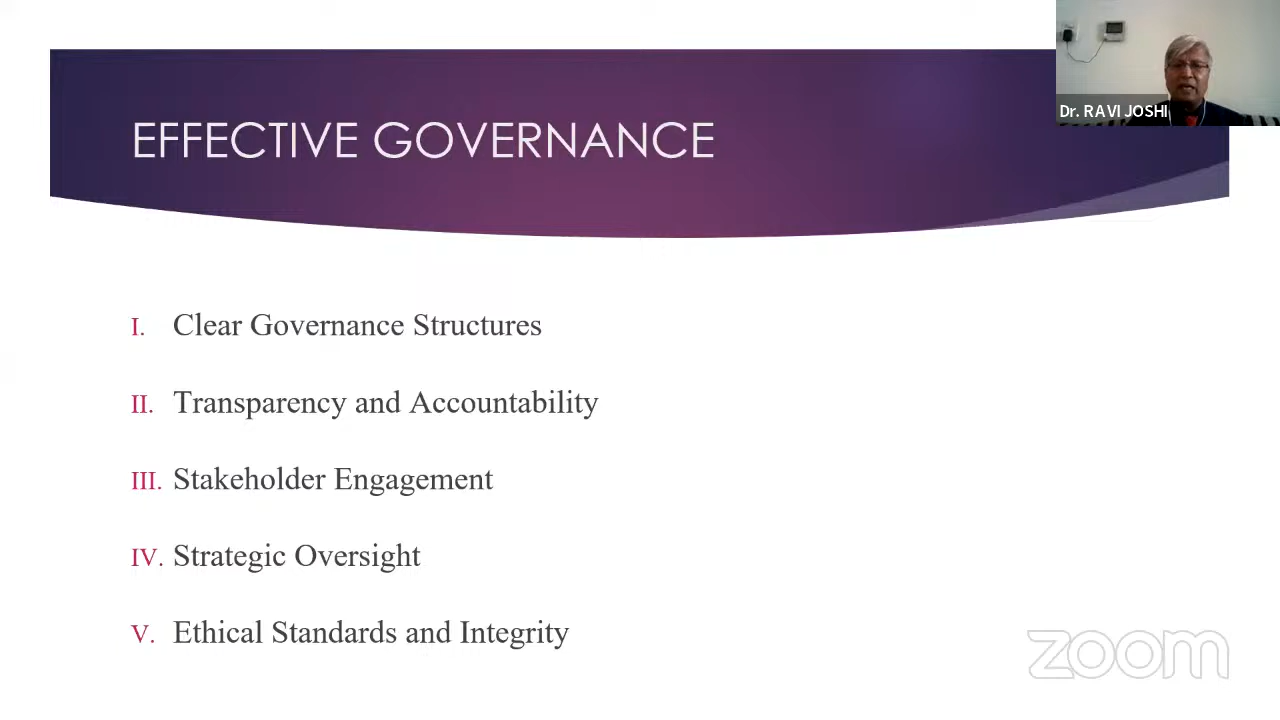 Dr. RAVI JOSHI
EFFECTIVE GOVERNANCE
I. Clear Governance Structures
II. Transparency and Accountability
III. Stakeholder Engagement
IV. Strategic Oversight
V. Ethical Standards and Integrity
zoom